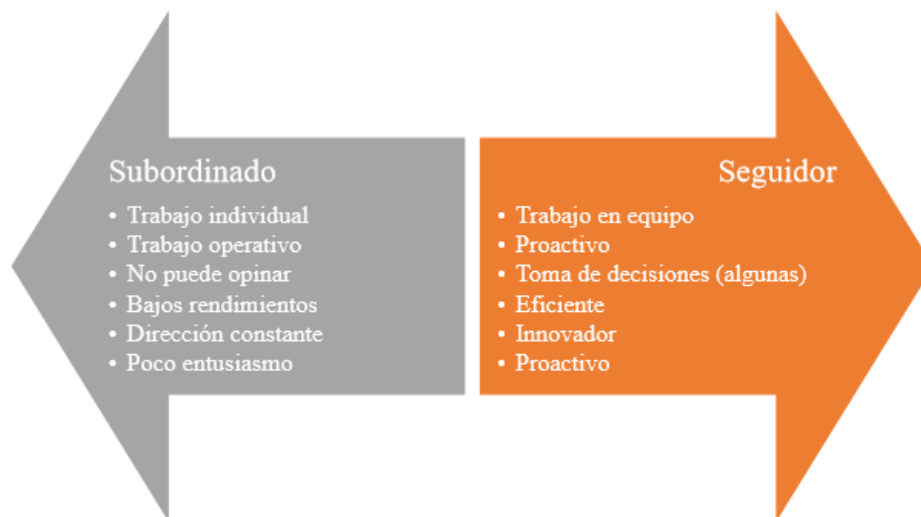 Subordinado
• Trabajo individual
• Trabajo operativo
• No puede opinar
• Bajos rendimientos
• Dirección constante
• Poco entusiasmo
Seguidor
• Trabajo en equipo
• Proactivo
• Toma de decisiones (algunas)
• Eficiente
• Innovador
• Proactivo